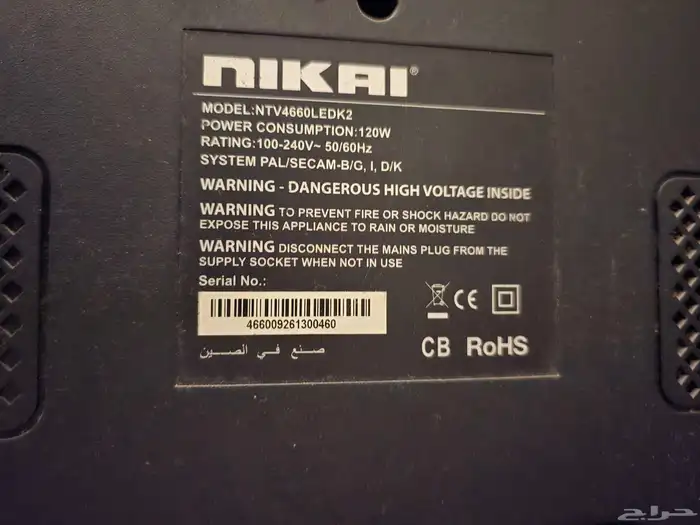 NIKAI®
MODEL:NTV4660LEDK2
POWER CONSUMPTION:120W
RATING:100-240V~ 50/60Hz
SYSTEM PAL/SECAM-B/G, I, D/K
WARNING - DANGEROUS HIGH VOLTAGE INSIDE
WARNING TO PREVENT FIRE OR SHOCK HAZARD DO NOT
EXPOSE THIS APPLIANCE TO RAIN OR MOISTURE
WARNING DISCONNECT THE MAINS PLUG FROM THE
SUPPLY SOCKET WHEN NOT IN USE
Serial No.:
466009261300460
CE
صنع في الصين
CB RoHS
حراج